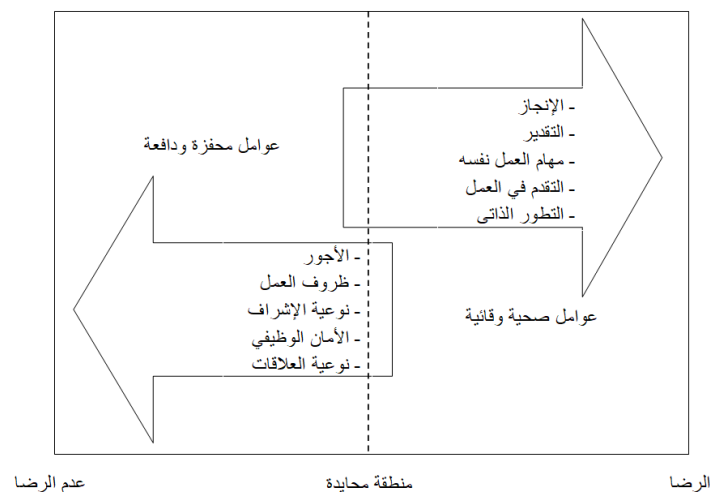 - الإنجاز
- التقدير
- مهام العمل نفسه
- التقدم في العمل
- التطور الذاتى
عوامل محفزة ودافعة
- الأجور
- ظروف العمل
- نوعية الإشراف
- الأمان الوظيفي
- نوعية العلاقات
عوامل صحية وقائية
الرضا
منطقة محايدة
عدم الرضا